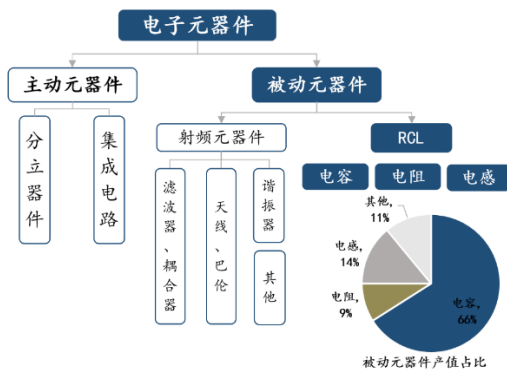 电子元器件
主动元器件
被动元器件
分立器件
集成电路
射频元器件
RCL
滤波器、耦合器
天线、巴伦
谐振器
其他
电容
电阻
电感
其他,
11%
电感,
14%
电阻,
9%
电容,
66%
被动元器件产值占比